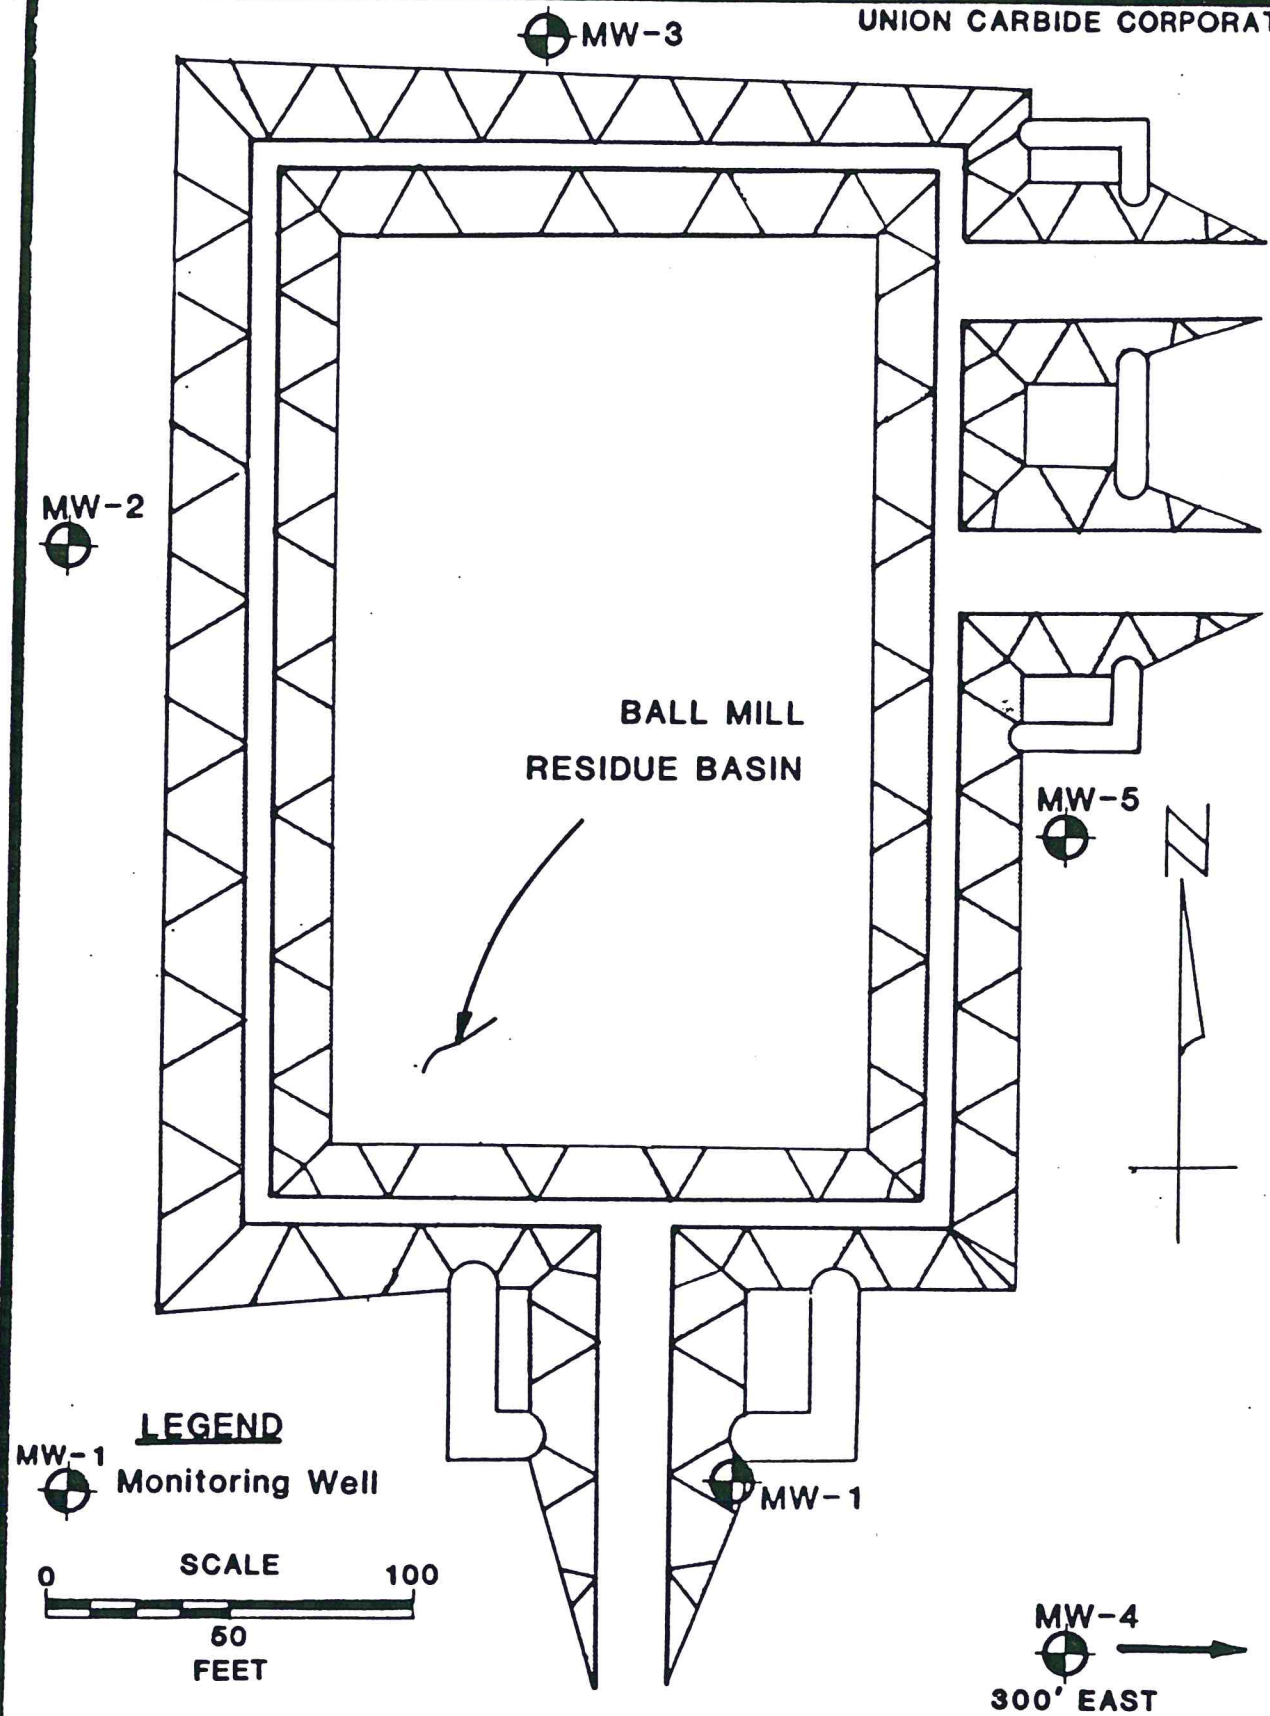 UNION CARBIDE CORPORAT
MW-3
MW-2
BALL MILL
RESIDUE BASIN
MW-5
N
LEGEND
MW-1
Monitoring Well
MW-1
SCALE
0 100
50
FEET
MW-4
300' EAST